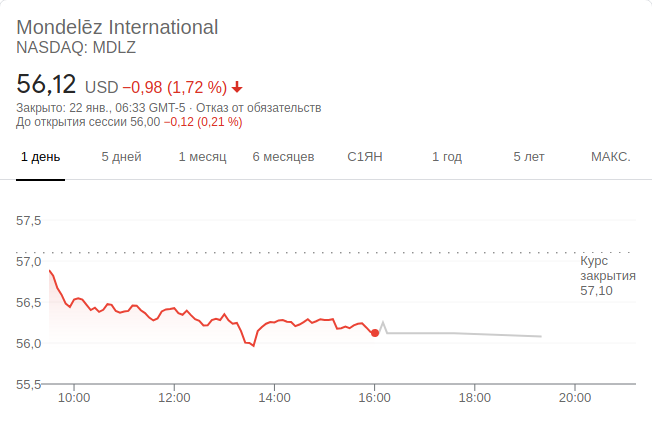 Mondelēz International
NASDAQ: MDLZ
56,12 USD −0,98 (1,72 %)
Закрыто: 22 янв., 06:33 GMT-5 · Отказ от обязательств
До открытия сессии 56,00 −0,12 (0,21 %)
1 день 5 дней 1 месяц 6 месяцев С1ЯН 1 год 5 лет МАКС.
57,5
57,0
56,5
56,0
55,5
Курс
закрытия
57,10
10:00 12:00 14:00 16:00 18:00 20:00